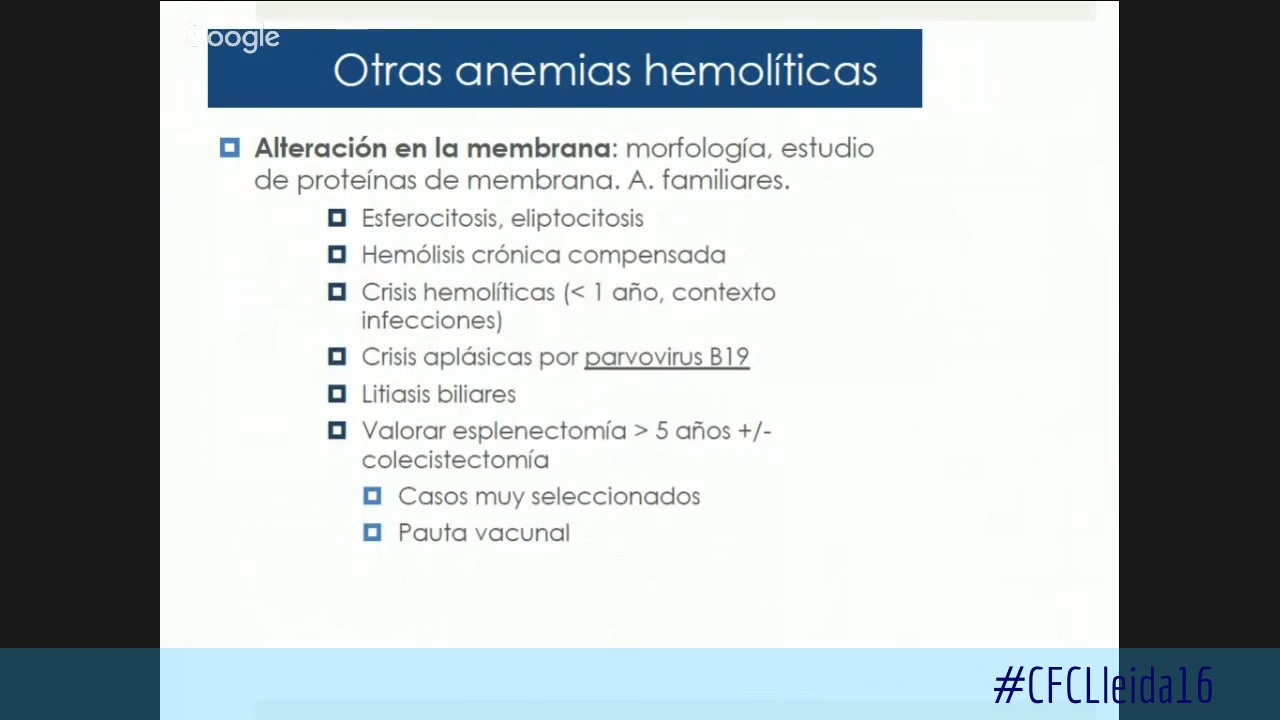 Google
Otras anemias hemolíticas
Alteración en la membrana: morfología, estudio
de proteínas de membrana. A. familiares.
Esferocitosis, eliptocitosis
Hemólisis crónica compensada
Crisis hemolíticas (< 1 año, contexto
infecciones)
Crisis aplásicas por parvovirus B19
Litiasis biliares
Valorar esplenectomía > 5 años +/-
colecistectomía
Casos muy seleccionados
Pauta vacunal
#CFCLleida16